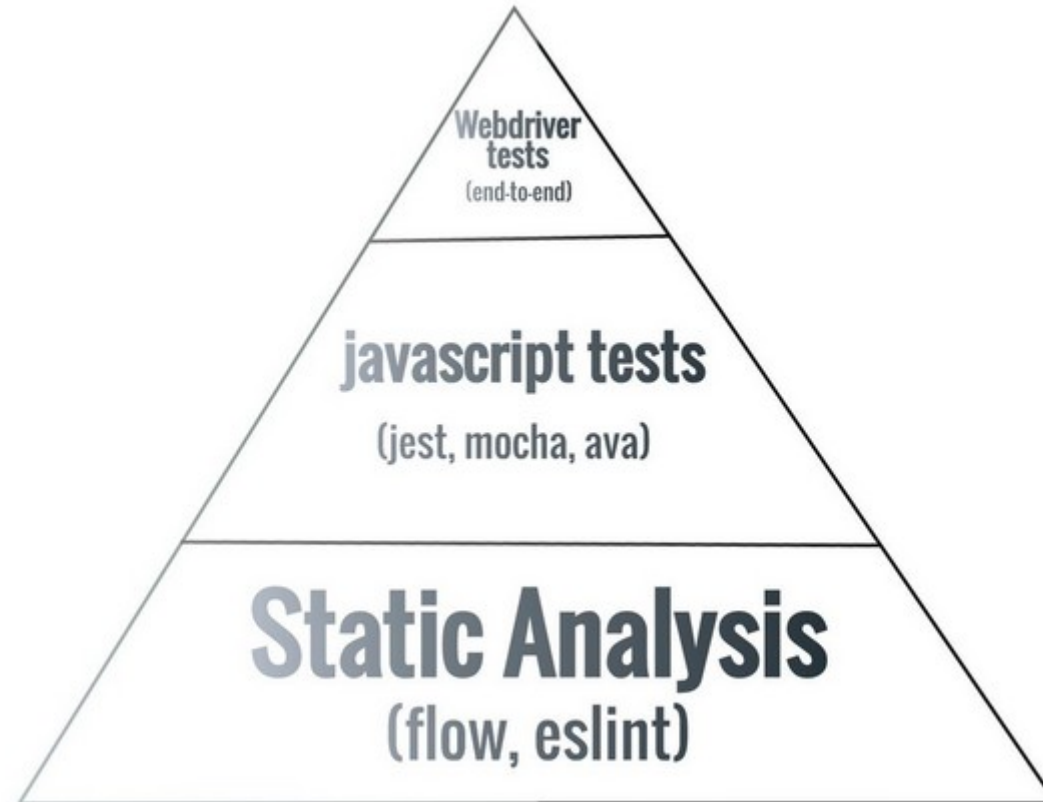 Webdriver
tests
(end-to-end)
javascript tests
(jest, mocha, ava)
Static Analysis
(flow, eslint)